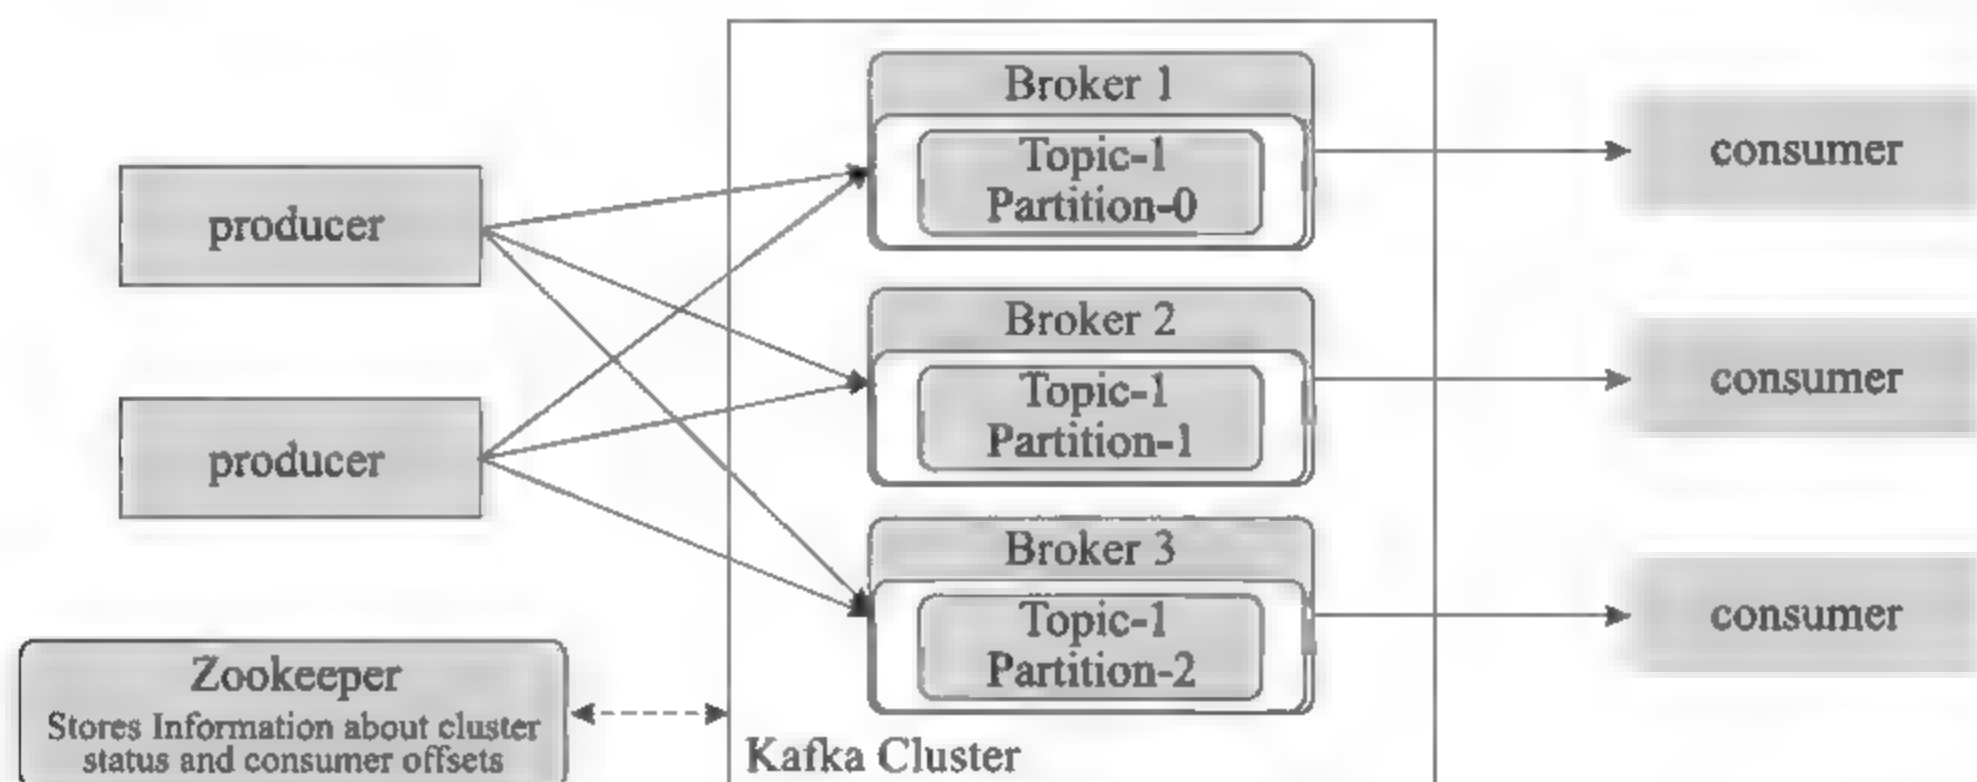 Broker 1
Topic-1
Partition-0
consumer
producer
Broker 2
Topic-1
Partition-1
consumer
producer
Broker 3
Topic-1
Partition-2
consumer
Zookeeper
Stores Information about cluster
status and consumer offsets
Kafka Cluster